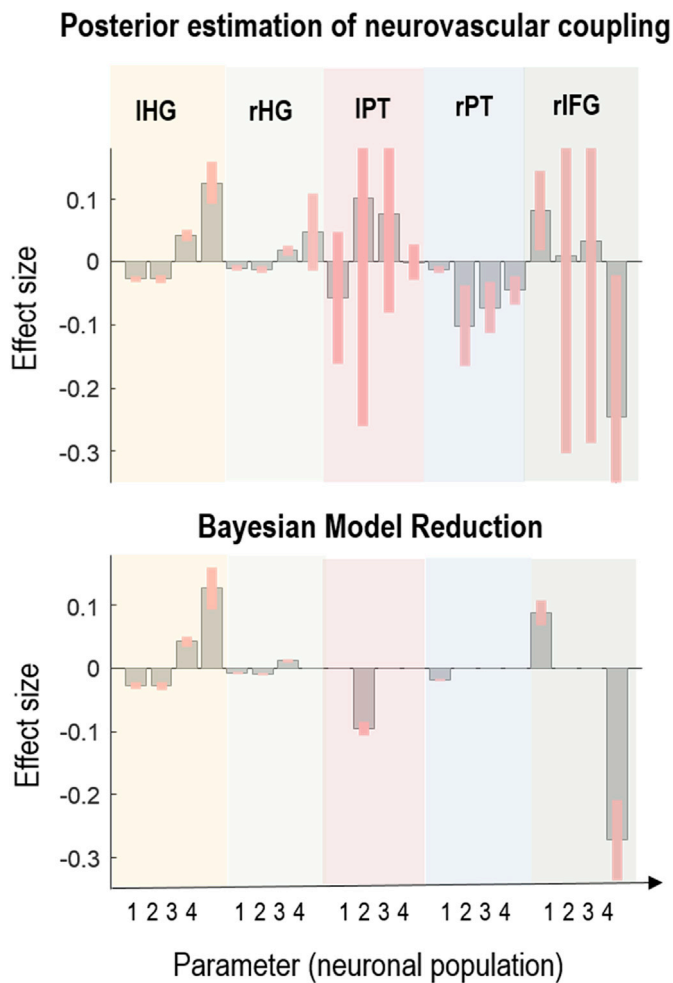 Posterior estimation of neurovascular coupling
lHG rHG lPT rPT rIFG
0.1
0
-0.1
-0.2
-0.3
Effect size
Bayesian Model Reduction
0.1
0
-0.1
-0.2
-0.3
Effect size
1 2 3 4 1 2 3 4 1 2 3 4 1 2 3 4 1 2 3 4
Parameter (neuronal population)